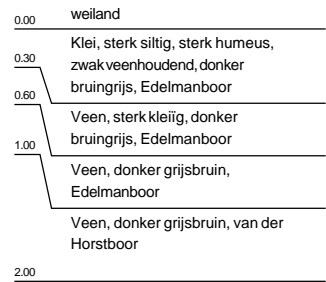 weiland
0.00
Klei, sterk siltig, sterk humeus,
0.30
zwak veenhoudend, donker
bruingrijs, Edelmanboor
0.60
Veen, sterk kleiïg, donker
bruingrijs, Edelmanboor
1.00
Veen, donker grijsbruin,
Edelmanboor
Veen, donker grijsbruin, van der
Horstboor
2.00